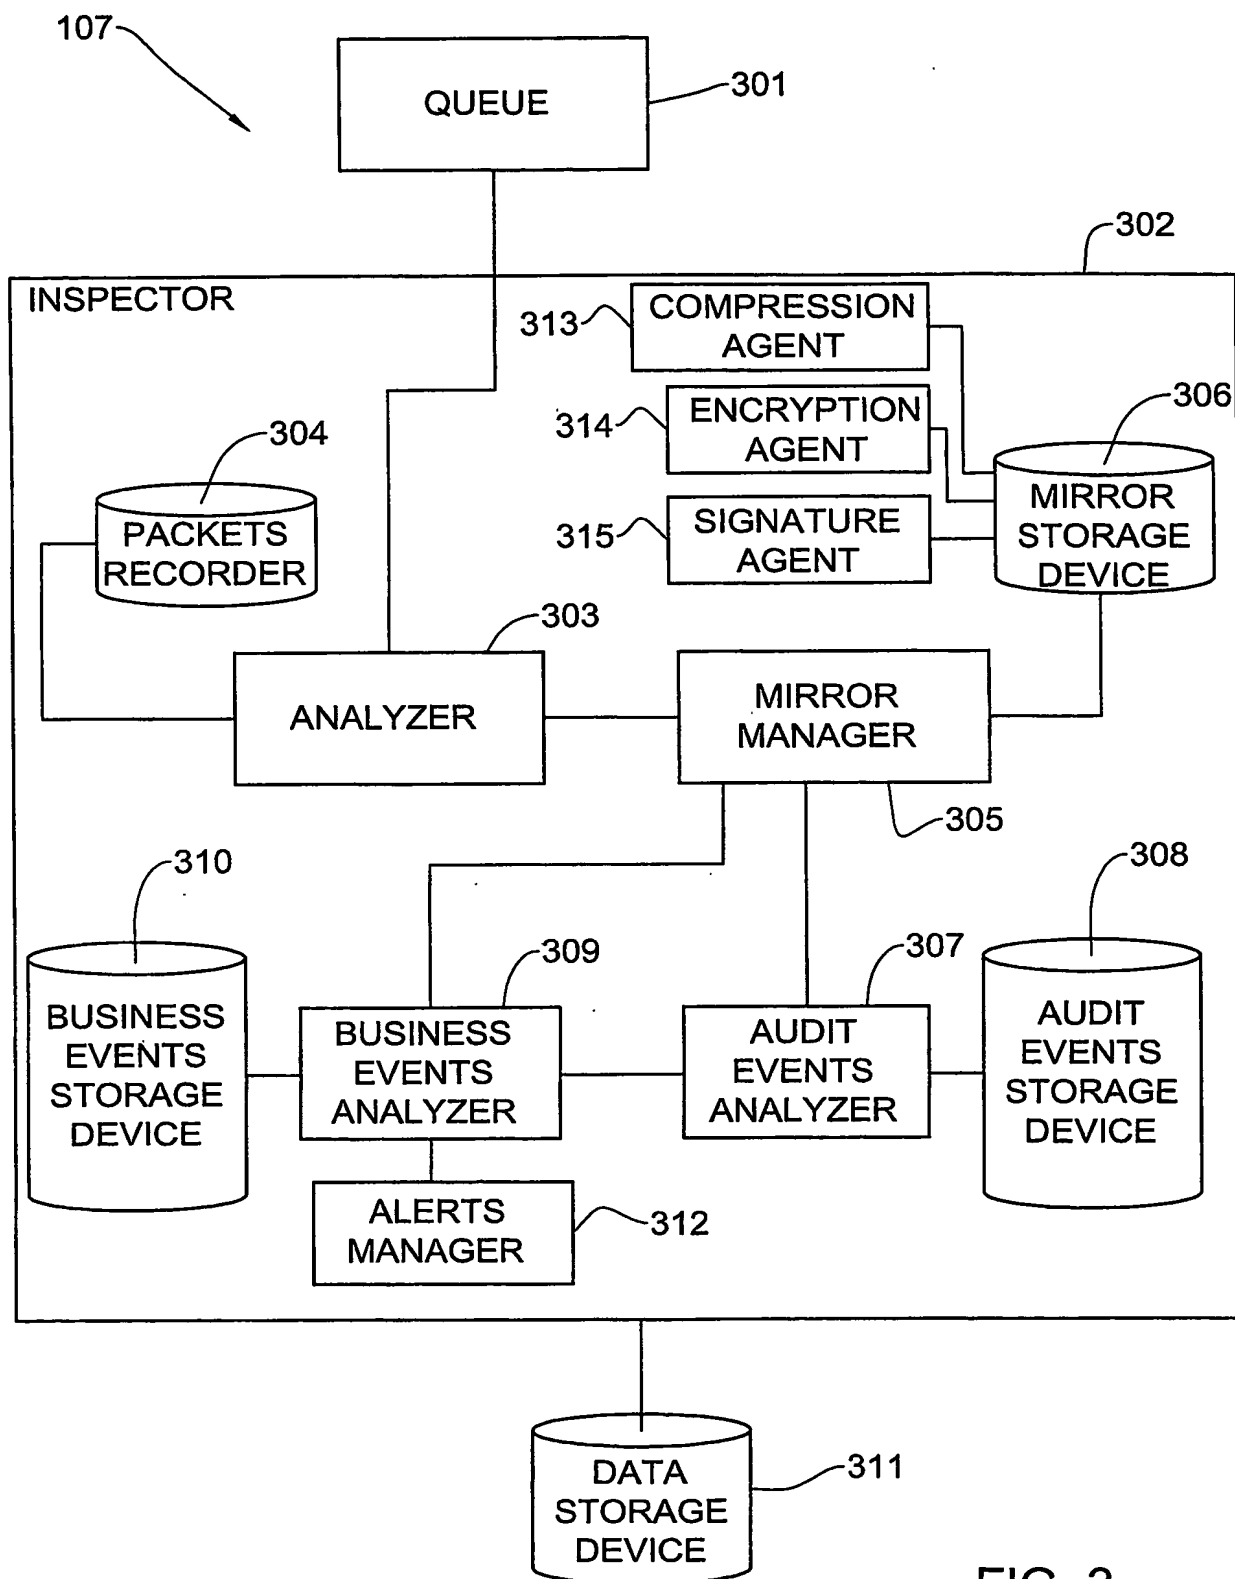 107
QUEUE
301
302
INSPECTOR
313
COMPRESSION
AGENT
314
ENCRYPTION
AGENT
306
304
315
SIGNATURE
AGENT
MIRROR
STORAGE
DEVICE
PACKETS
RECORDER
303
ANALYZER
MIRROR
MANAGER
305
310
308
309
307
BUSINESS
EVENTS
STORAGE
DEVICE
BUSINESS
EVENTS
ANALYZER
AUDIT
EVENTS
ANALYZER
AUDIT
EVENTS
STORAGE
DEVICE
ALERTS
MANAGER
312
DATA
STORAGE
DEVICE
311